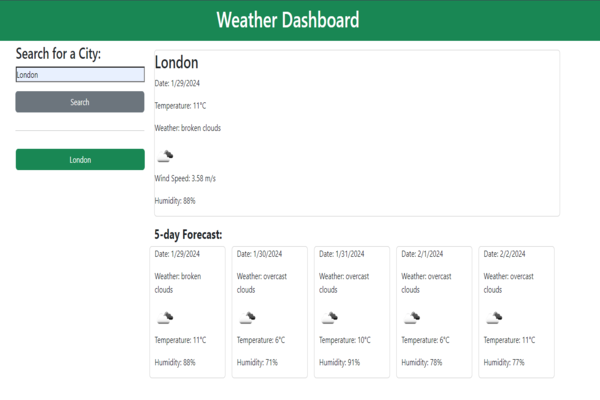 Weather Dashboard
Search for a City:
London
Search
London
London
Date: 1/29/2024
Temperature: 11°C
Weather: broken clouds
Wind Speed: 3.58 m/s
Humidity: 88%
5-day Forecast:
Date: 1/29/2024
Weather: broken
clouds
Temperature: 11°C
Humidity: 88%
Date: 1/30/2024
Weather: overcast
clouds
Temperature: 6°C
Humidity: 71%
Date: 1/31/2024
Weather: overcast
clouds
Temperature: 10°C
Humidity: 91%
Date: 2/1/2024
Weather: overcast
clouds
Temperature: 6°C
Humidity: 78%
Date: 2/2/2024
Weather: overcast
clouds
Temperature: 11°C
Humidity: 77%